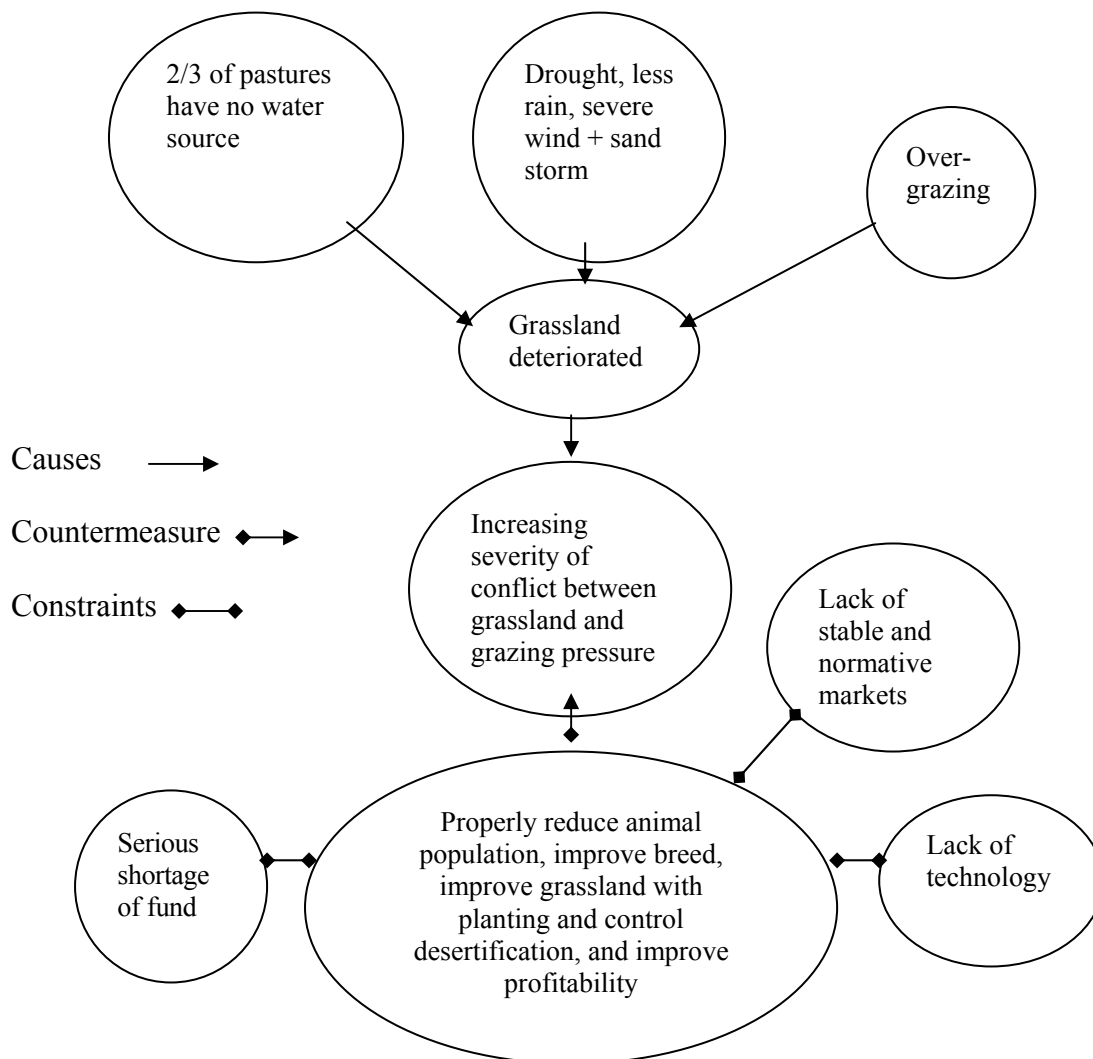 2/3 of pastures
have no water
source
Drought, less
rain, severe
wind + sand
storm
Over-
grazing
Grassland
deteriorated
Causes
Countermeasure
Constraints
Increasing
severity of
conflict between
grassland and
grazing pressure
Lack of
stable and
normative
markets
Serious
shortage
of fund
Properly reduce animal
population, improve breed,
improve grassland with
planting and control
desertification, and improve
profitability
Lack of
technology